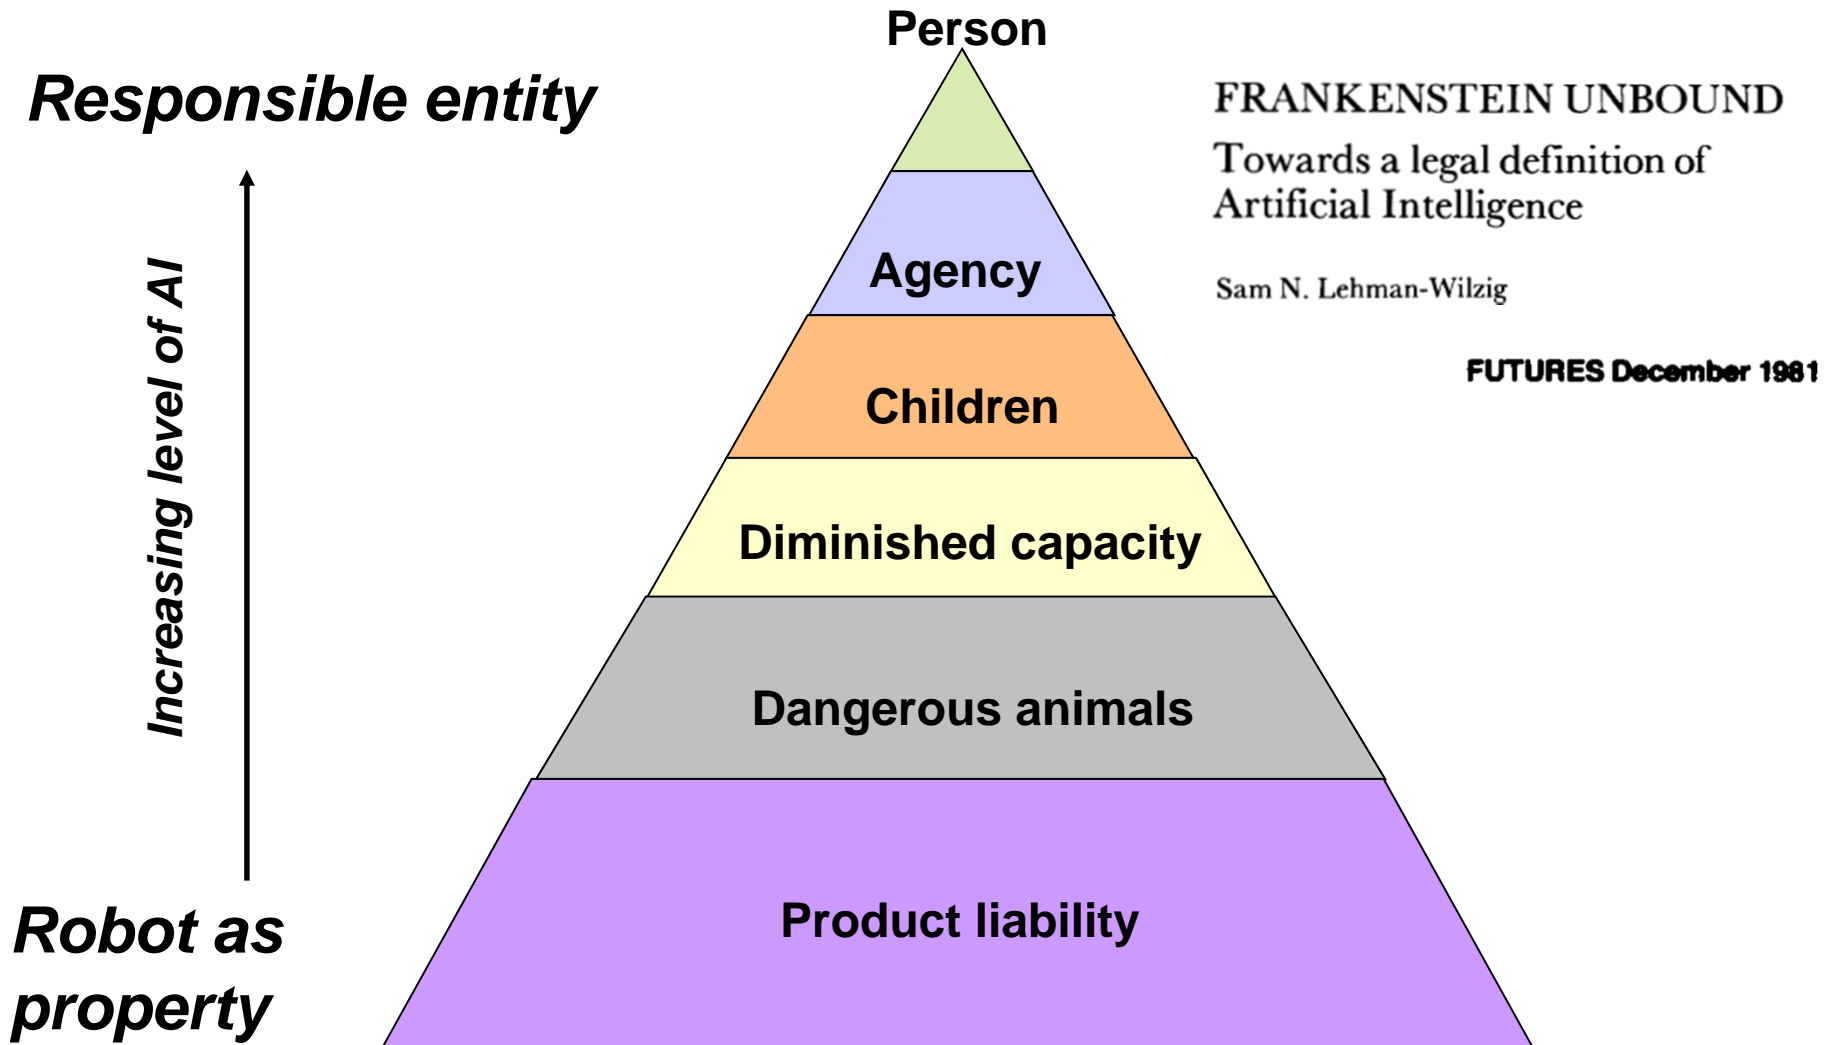 Person
Responsible entity
FRANKENSTEIN UNBOUND
Towards a legal definition of
Artificial Intelligence
Sam N. Lehman-Wilzig
FUTURES December 1981
Increasing level of AI
Agency
Children
Diminished capacity
Dangerous animals
Product liability
Robot as
property